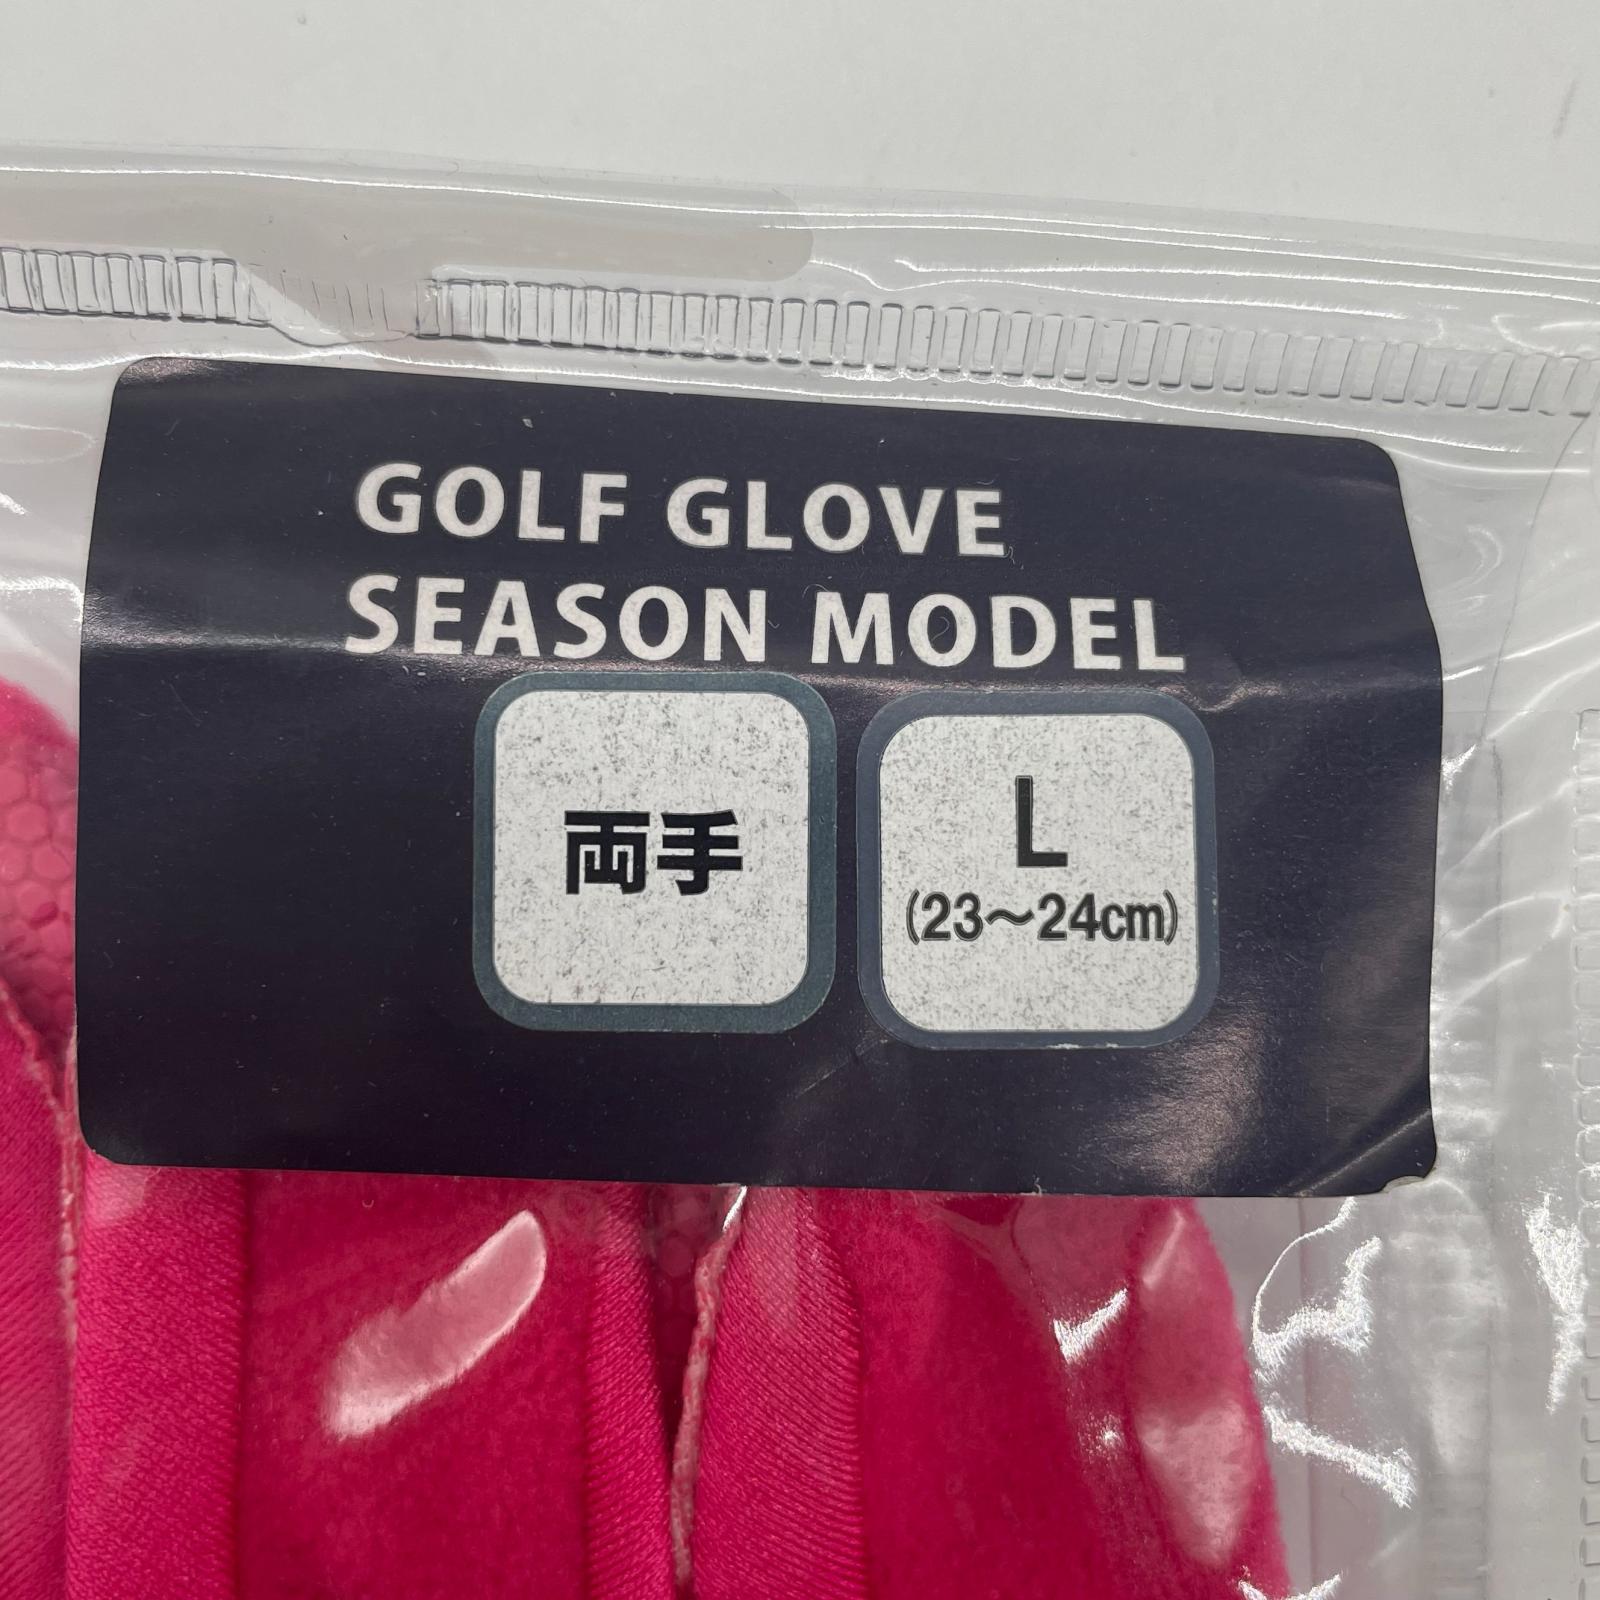 GOLF GLOVE
SEASON MODEL
両手
L
(23〜24cm)